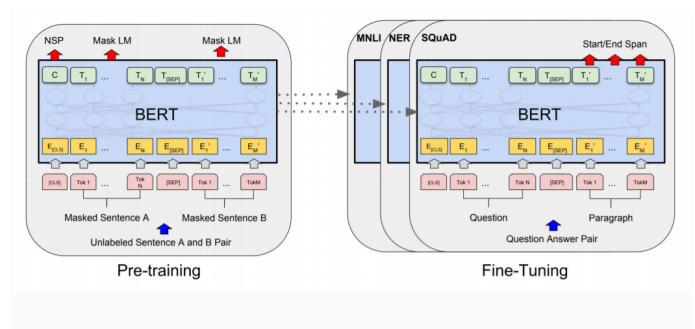 NSP Mask LM Mask LM
C T1 ... TN T[SEP] T1' ... TM'
BERT
E[CLS] E1 ... EN E[SEP] E1' ... EM'
[CLS] Tok 1 ... Tok N [SEP] Tok 1 ... TokM
Masked Sentence A Masked Sentence B
Unlabeled Sentence A and B Pair
Pre-training
MNLI NER SQuAD
Start/End Span
C T1 ... TN T[SEP] T1' ... TM'
BERT
E[CLS] E1 ... EN E[SEP] E1' ... EM'
[CLS] Tok 1 ... Tok N [SEP] Tok 1 ... TokM
Question Paragraph
Question Answer Pair
Fine-Tuning